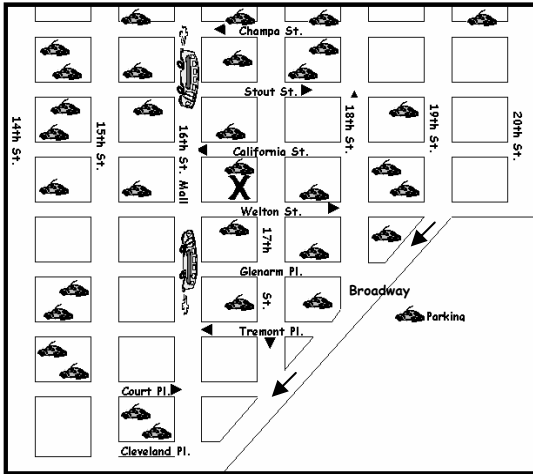 Champa St.
Stout St.
14th St.
15th St.
16th St. Mall
18th St.
19th St.
20th St.
California St.
X
Welton St.
17th St.
Glenarm Pl.
Broadway
Parking
Tremont Pl.
Court Pl.
Cleveland Pl.